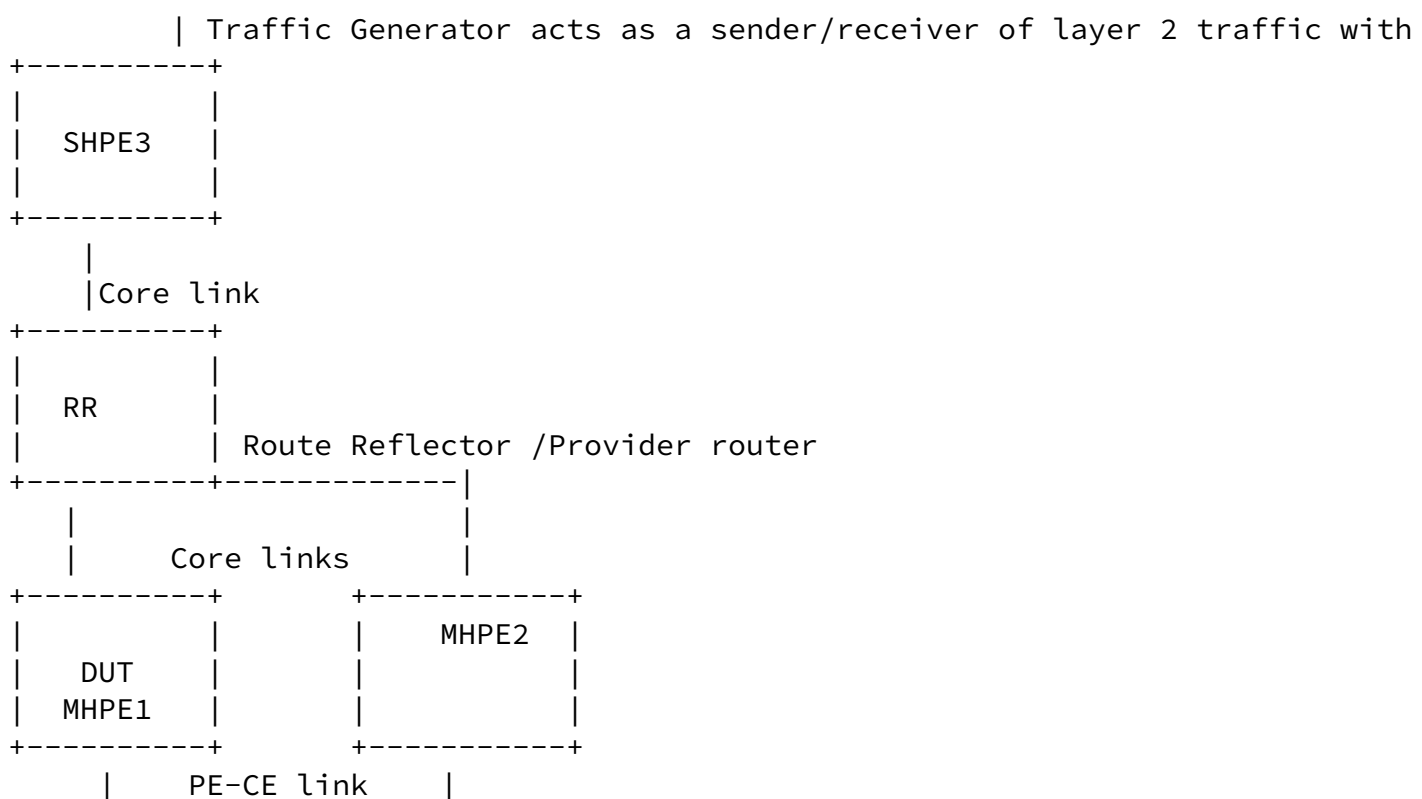 | Traffic Generator acts as a sender/receiver of layer 2 traffic with
+----------+
|          |
|  SHPE3   |
|          |
+----------+
    |
    |Core link
+----------+
|          |
|  RR      |
|          | Route Reflector /Provider router
+----------+-------------|
   |                     |
   |     Core links      |
+----------+       +-----------+
|          |       |    MHPE2  |
|   DUT    |       |           |
|  MHPE1   |       |           |
+----------+       +-----------+
     |    PE-CE link    |